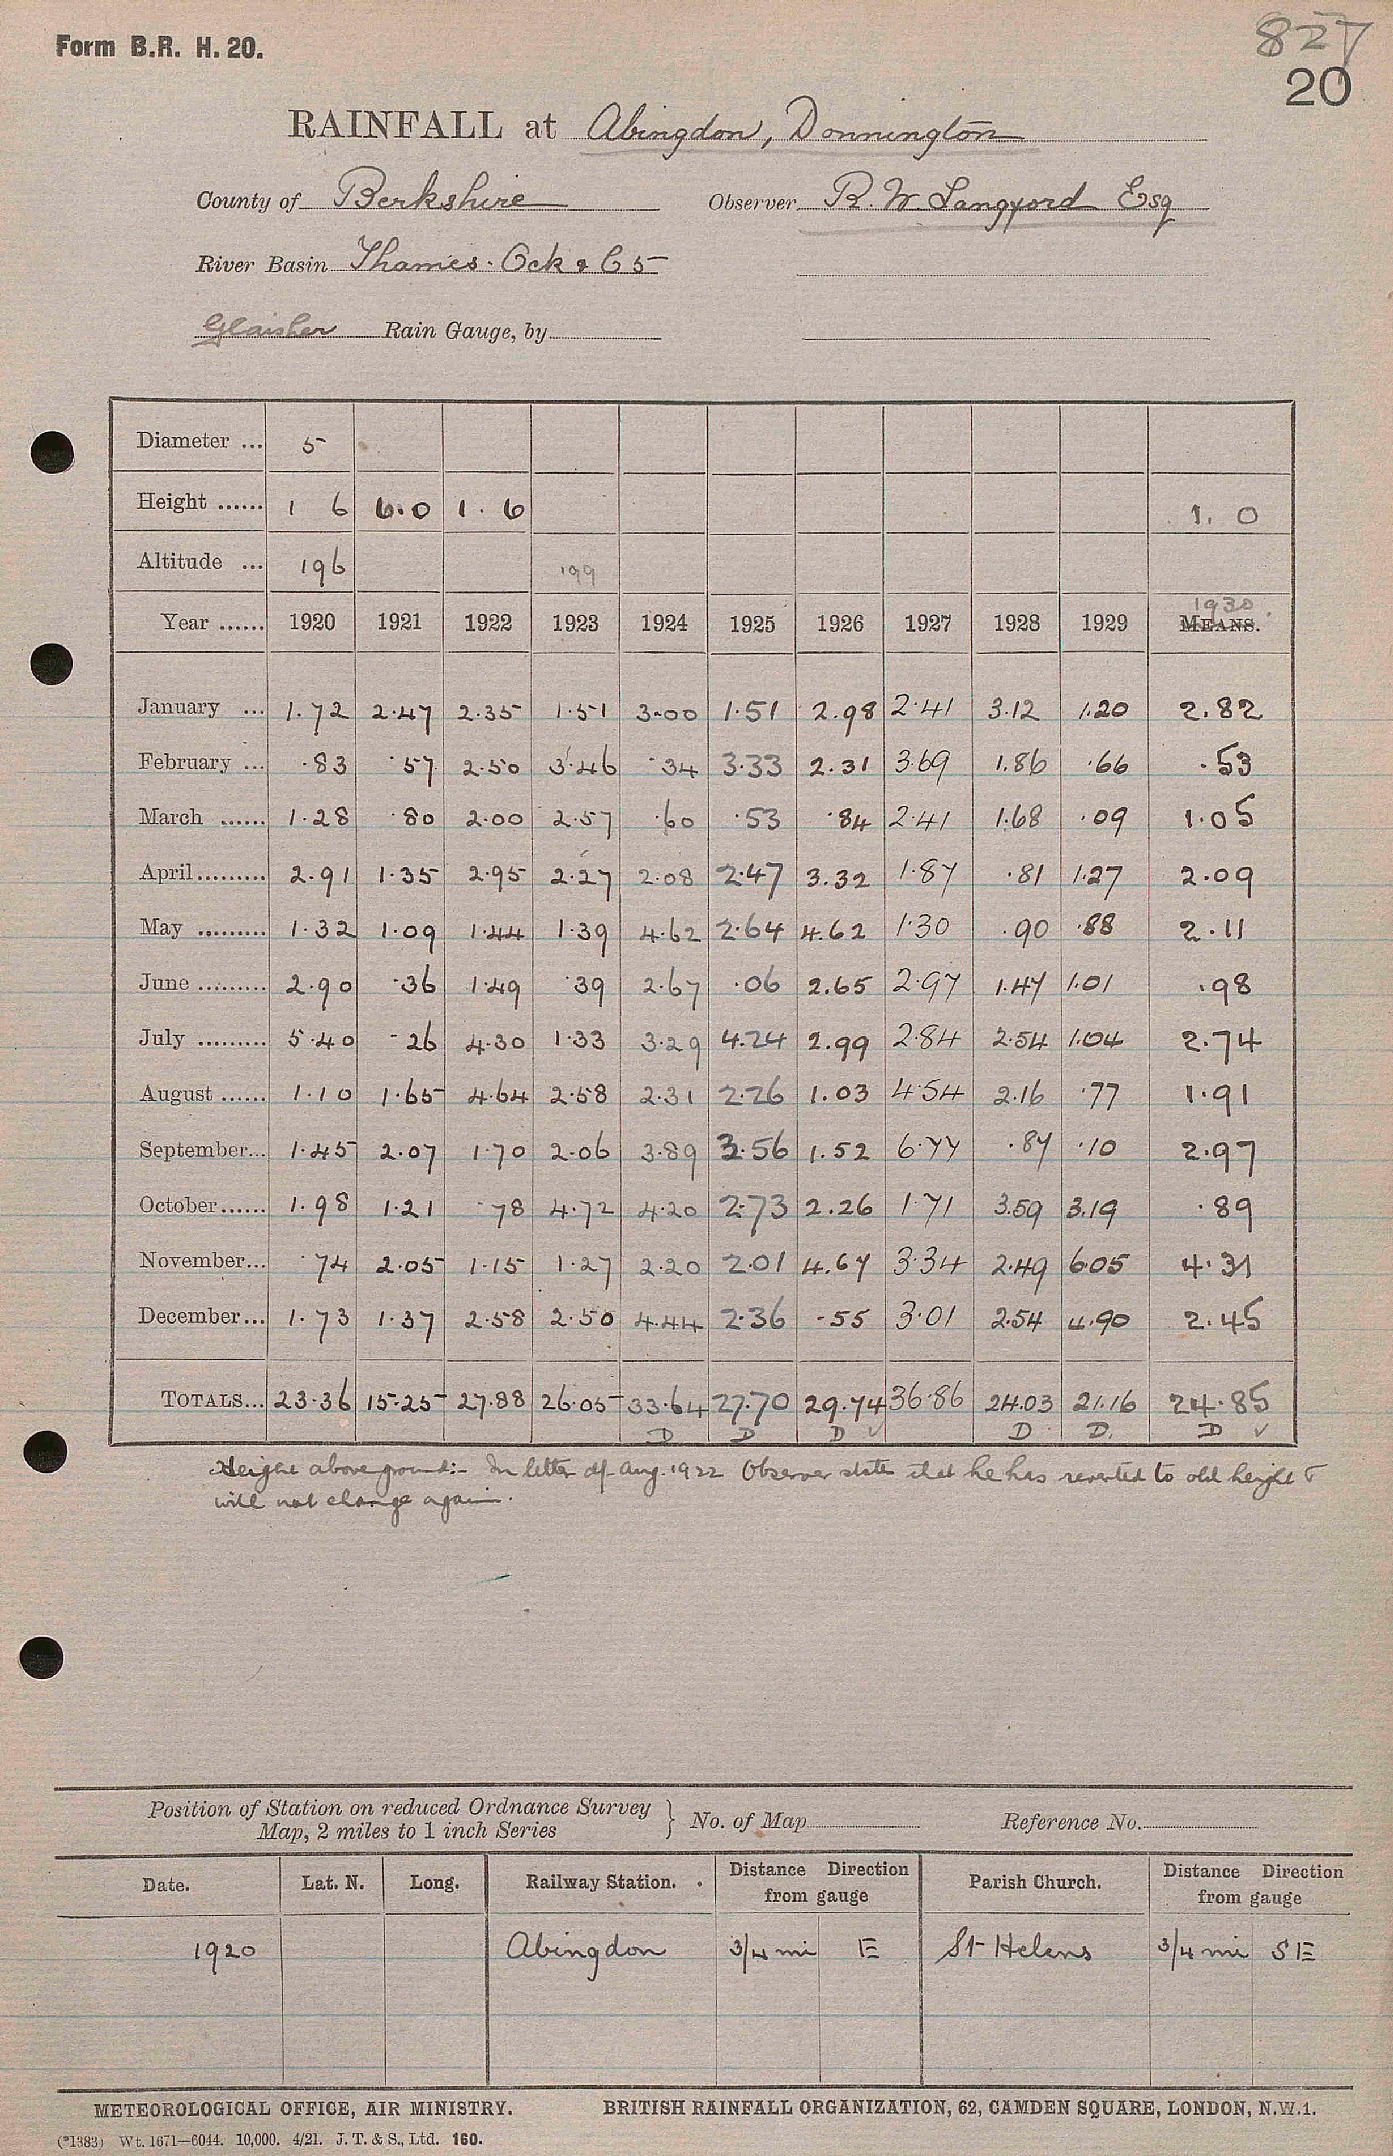 Form B.R. H. 20.
827
20
RAINFALL at Abingdon, Donnington
County of Berkshire Observer R. W. Langford Esq
River Basin Thames. Ock & C5
Glaisher Rain Gauge, by
Diameter ... 5
Height ...... 1 6 6.0 1. 6 1. 0
Altitude ... 196 199
1930
Year ...... 1920 1921 1922 1923 1924 1925 1926 1927 1928 1929 MEANS.
January ... 1.72 2.47 2.35 1.51 3.00 1.51 2.98 2.41 3.12 1.20 2.82
February ... .83 .57 2.50 3.46 .34 3.33 2.31 3.69 1.86 .66 .53
March ...... 1.28 .80 2.00 2.57 .60 .53 .84 2.41 1.68 .09 1.05
April ......... 2.91 1.35 2.95 2.27 2.08 2.47 3.32 1.87 .81 1.27 2.09
May ......... 1.32 1.09 1.44 1.39 4.62 2.64 4.62 1.30 .90 .88 2.11
June ......... 2.90 .36 1.49 .39 2.67 .06 2.65 2.97 1.47 1.01 .98
July ......... 5.40 .26 4.30 1.33 3.29 4.24 2.99 2.84 2.54 1.04 2.74
August ...... 1.10 1.65 4.64 2.58 2.31 2.26 1.03 4.54 2.16 .77 1.91
September... 1.45 2.07 1.70 2.06 3.89 3.56 1.52 6.77 .87 .10 2.97
October...... 1.98 1.21 .78 4.72 4.20 2.73 2.26 1.71 3.59 3.19 .89
November... .74 2.05 1.15 1.27 2.20 2.01 4.67 3.34 2.49 6.05 4.31
December... 1.73 1.37 2.58 2.50 4.44 2.36 .55 3.01 2.54 4.90 2.45
TOTALS... 23.36 15.25 27.88 26.05 33.64 27.70 29.74 36.86 24.03 21.16 24.85
D D D ✓ D D. D ✓
Height above ground:- In letter of Aug. 1922 Observer states that he has reverted to old height &
will not change again.
Position of Station on reduced Ordnance Survey
Map, 2 miles to 1 inch Series } No. of Map Reference No.
Date. Lat. N. Long. Railway Station. Distance Direction from gauge Parish Church. Distance Direction from gauge
1920 Abingdon 3/4 mi E St Helens 3/4 mi SE
METEOROLOGICAL OFFICE, AIR MINISTRY. BRITISH RAINFALL ORGANIZATION, 62, CAMDEN SQUARE, LONDON, N.W.1.
(*1383) Wt. 1671—6044. 10,000. 4/21. J. T. & S., Ltd. 160.